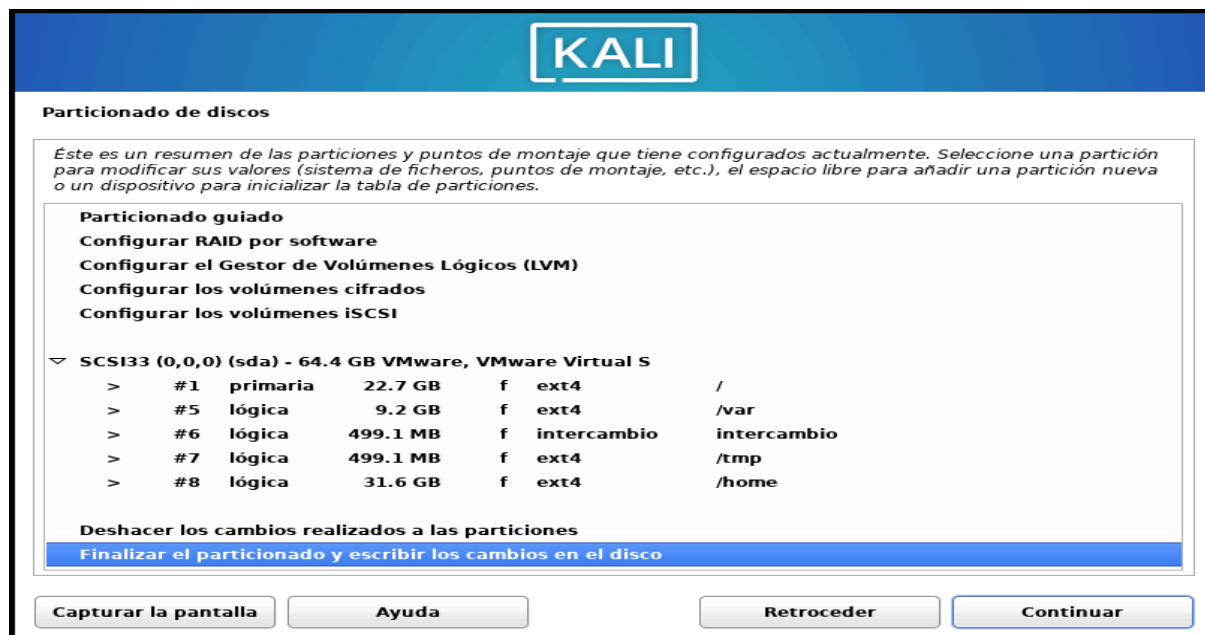 KALI
Particionado de discos
Éste es un resumen de las particiones y puntos de montaje que tiene configurados actualmente. Seleccione una partición
para modificar sus valores (sistema de ficheros, puntos de montaje, etc.), el espacio libre para añadir una partición nueva
o un dispositivo para inicializar la tabla de particiones.
Particionado guiado
Configurar RAID por software
Configurar el Gestor de Volúmenes Lógicos (LVM)
Configurar los volúmenes cifrados
Configurar los volúmenes iSCSI
SCSI33 (0,0,0) (sda) - 64.4 GB VMware, VMware Virtual S
> #1 primaria 22.7 GB f ext4 /
> #5 lógica 9.2 GB f ext4 /var
> #6 lógica 499.1 MB f intercambio intercambio
> #7 lógica 499.1 MB f ext4 /tmp
> #8 lógica 31.6 GB f ext4 /home
Deshacer los cambios realizados a las particiones
Finalizar el particionado y escribir los cambios en el disco
Capturar la pantalla Ayuda Retroceder Continuar